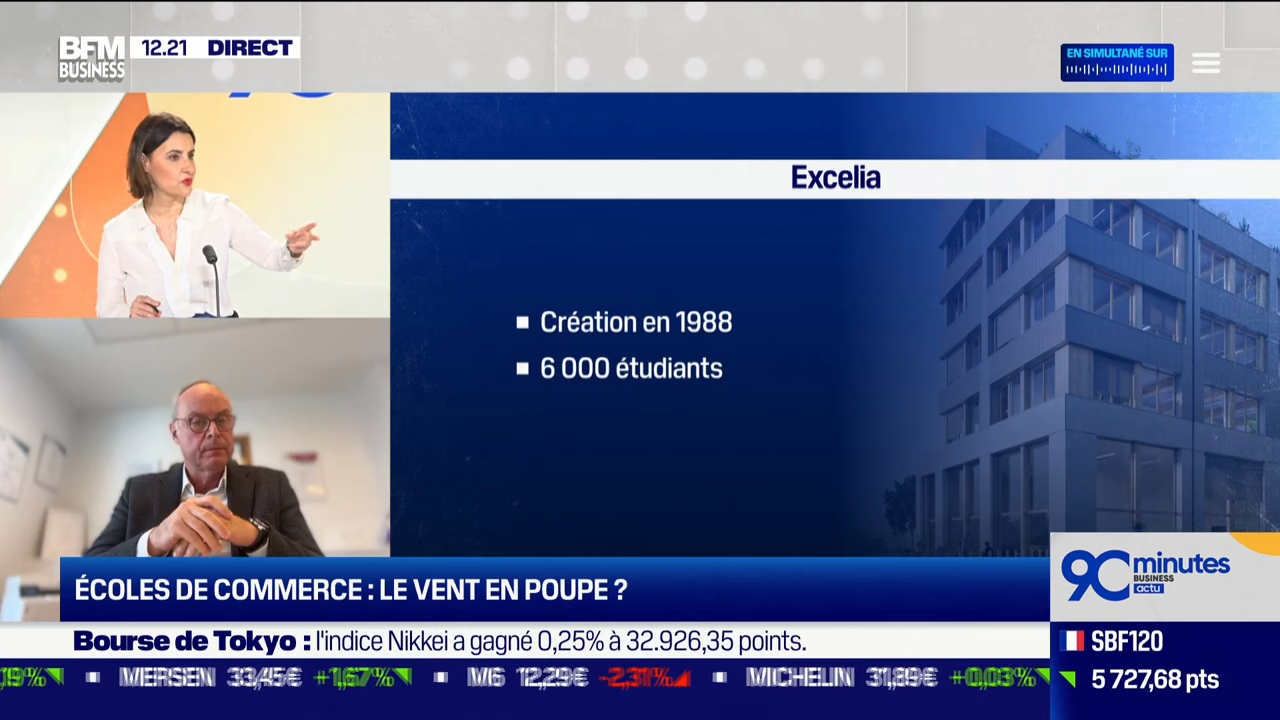 BFM
BUSINESS
12.21 DIRECT
EN SIMULTANÉ SUR
Excelia
Création en 1988
6 000 étudiants
ÉCOLES DE COMMERCE : LE VENT EN POUPE ?
90 minutes
BUSINESS
actu
Bourse de Tokyo : l'indice Nikkei a gagné 0,25% à 32.926,35 points.
SBF120
MERSEN 33,45€ +1,67% M6 12,29€ -2,31% MICHELIN 31,89€ +0,03%
5 727,68 pts